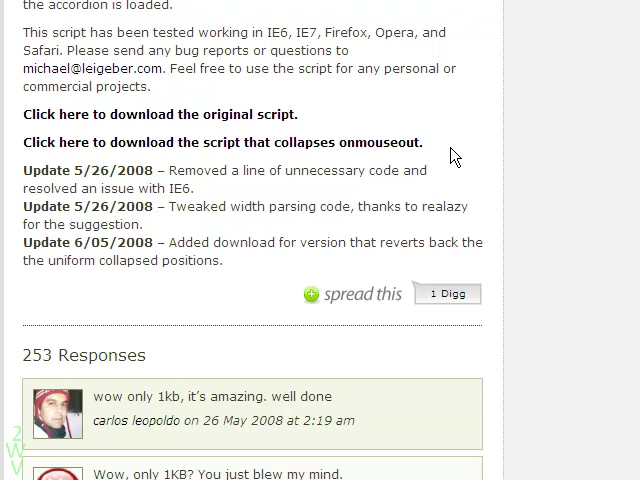 the accordion is loaded.
This script has been tested working in IE6, IE7, Firefox, Opera, and
Safari. Please send any bug reports or questions to
michael@leigeber.com. Feel free to use the script for any personal or
commercial projects.
Click here to download the original script.
Click here to download the script that collapses onmouseout.
Update 5/26/2008 – Removed a line of unnecessary code and
resolved an issue with IE6.
Update 5/26/2008 – Tweaked width parsing code, thanks to realazy
for the suggestion.
Update 6/05/2008 – Added download for version that reverts back the
the uniform collapsed positions.
spread this
1 Digg
253 Responses
wow only 1kb, it's amazing. well done
carlos leopoldo on 26 May 2008 at 2:19 am
Wow, only 1KB? You just blew my mind.